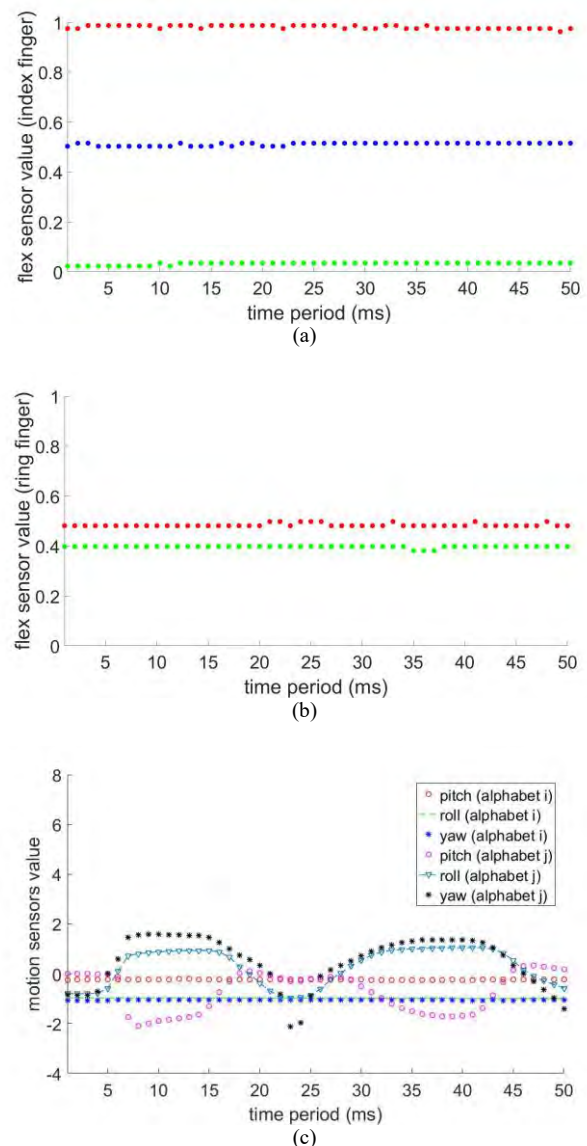 flex sensor value (index finger)
1
0.8
0.6
0.4
0.2
0
5 10 15 20 25 30 35 40 45 50
time period (ms)
(a)
flex sensor value (ring finger)
1
0.8
0.6
0.4
0.2
0
5 10 15 20 25 30 35 40 45 50
time period (ms)
(b)
motion sensors value
8
6
4
2
0
-2
-4
pitch (alphabet i)
roll (alphabet i)
yaw (alphabet i)
pitch (alphabet j)
roll (alphabet j)
yaw (alphabet j)
5 10 15 20 25 30 35 40 45 50
time period (ms)
(c)